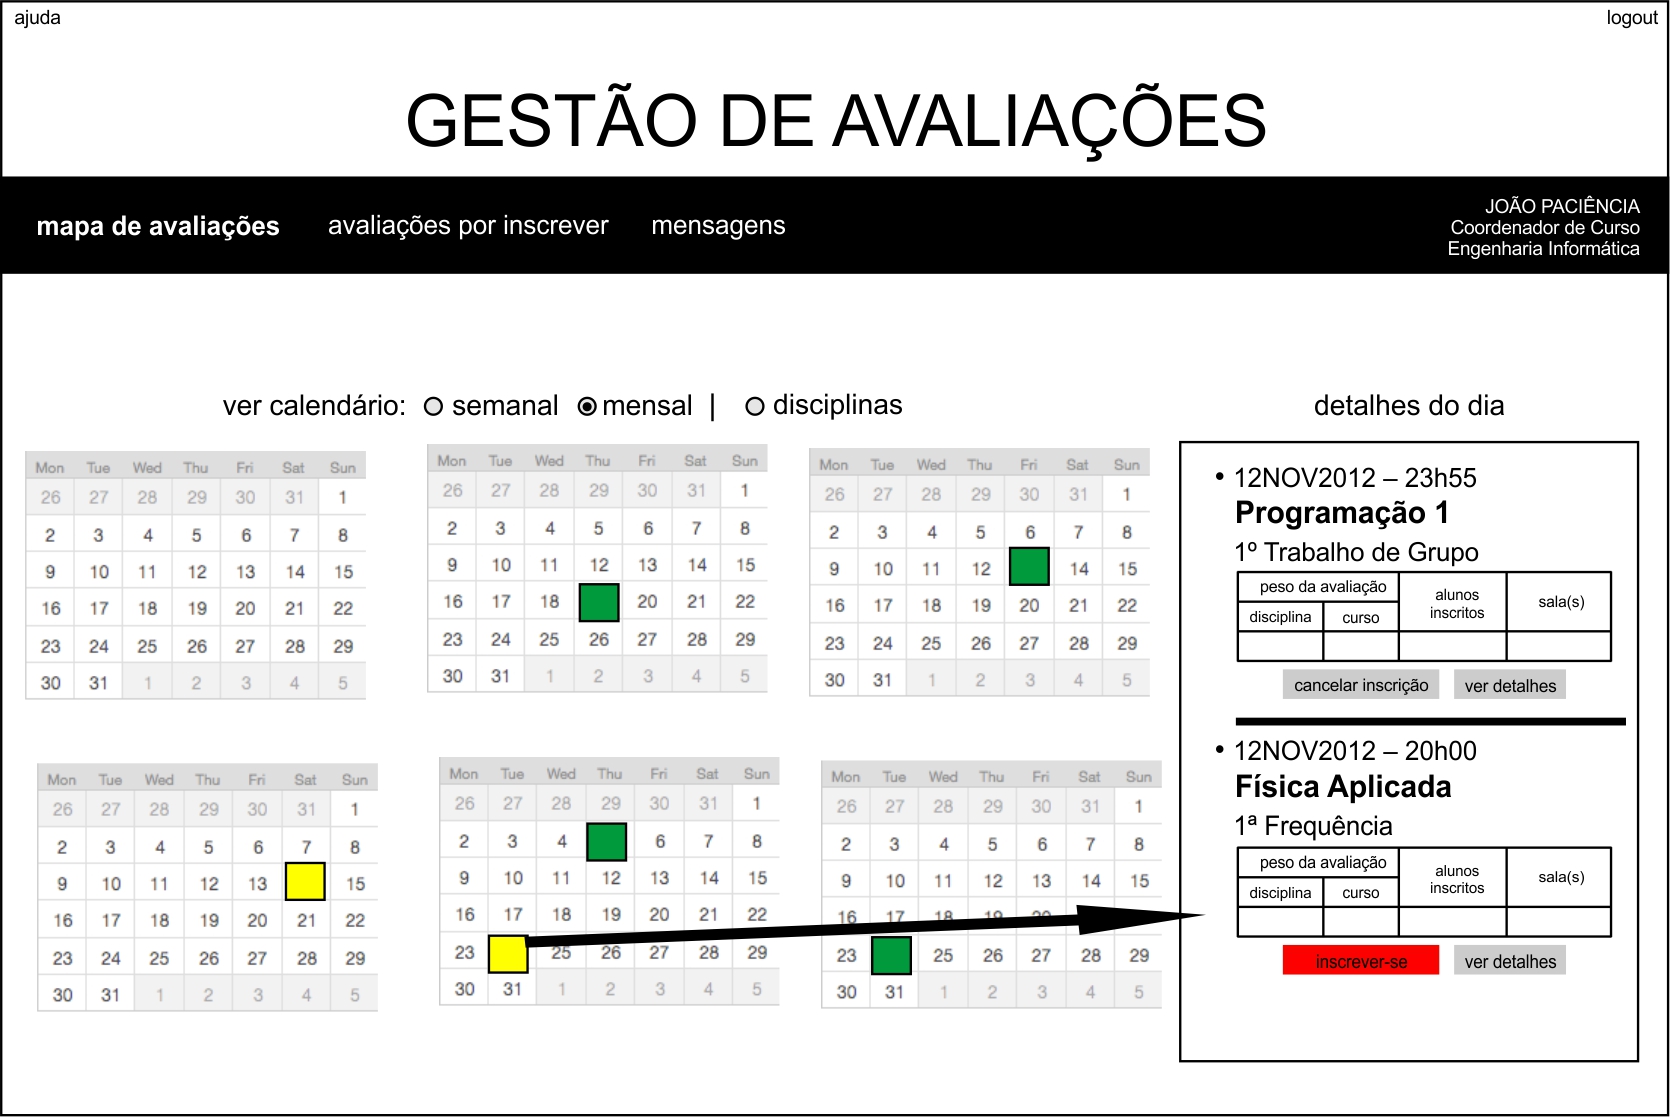 ajuda
logout
GESTÃO DE AVALIAÇÕES
mapa de avaliações avaliações por inscrever mensagens
JOÃO PACIÊNCIA
Coordenador de Curso
Engenharia Informática
ver calendário: semanal mensal | disciplinas
Mon Tue Wed Thu Fri Sat Sun
26 27 28 29 30 31 1
2 3 4 5 6 7 8
9 10 11 12 13 14 15
16 17 18 19 20 21 22
23 24 25 26 27 28 29
30 31 1 2 3 4 5
Mon Tue Wed Thu Fri Sat Sun
26 27 28 29 30 31 1
2 3 4 5 6 7 8
9 10 11 12 13 14 15
16 17 18 20 21 22
23 24 25 26 27 28 29
30 31 1 2 3 4 5
Mon Tue Wed Thu Fri Sat Sun
26 27 28 29 30 31 1
2 3 4 5 6 7 8
9 10 11 12 14 15
16 17 18 19 20 21 22
23 24 25 26 27 28 29
30 31 1 2 3 4 5
Mon Tue Wed Thu Fri Sat Sun
26 27 28 29 30 31 1
2 3 4 5 6 7 8
9 10 11 12 13 15
16 17 18 19 20 21 22
23 24 25 26 27 28 29
30 31 1 2 3 4 5
Mon Tue Wed Thu Fri Sat Sun
26 27 28 29 30 31 1
2 3 4 6 7 8
9 10 11 12 13 14 15
16 17 18 19 20 21 22
23 25 26 27 28 29
30 31 1 2 3 4 5
Mon Tue Wed Thu Fri Sat Sun
26 27 28 29 30 31 1
2 3 4 5 6 7 8
9 10 11 12 13 14 15
16 17 18 19 20
23 25 26 27 28 29
30 31 1 2 3 4 5
detalhes do dia
• 12NOV2012 – 23h55
Programação 1
1º Trabalho de Grupo
peso da avaliação
disciplina curso
alunos
inscritos
sala(s)
cancelar inscrição ver detalhes
• 12NOV2012 – 20h00
Física Aplicada
1ª Frequência
peso da avaliação
disciplina curso
alunos
inscritos
sala(s)
inscrever-se ver detalhes